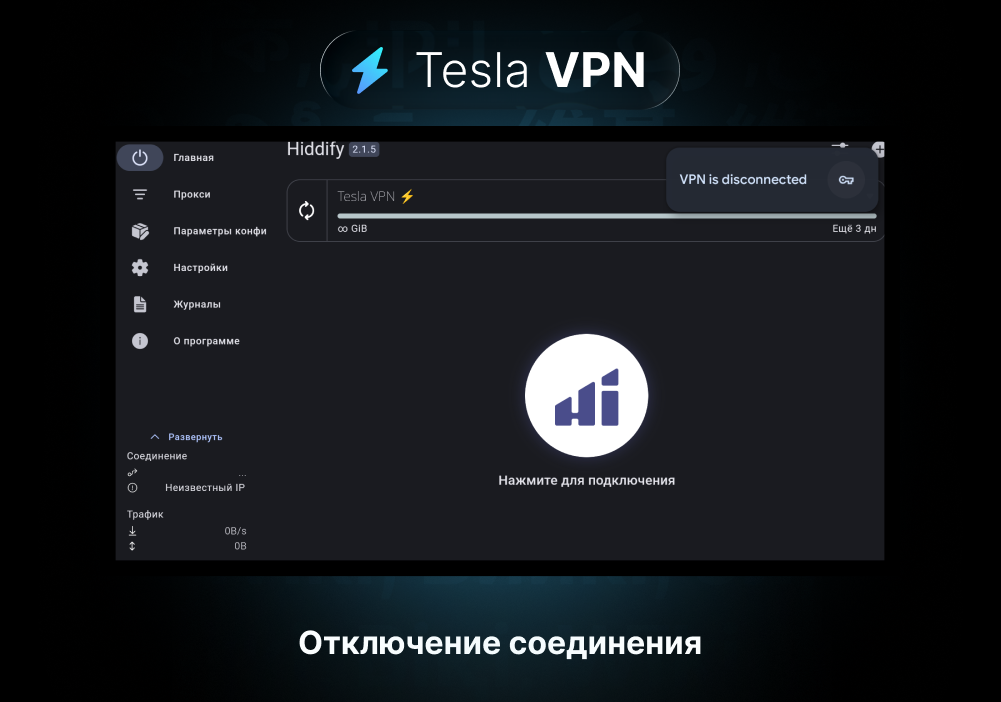 Tesla VPN
Hiddify 2.1.5
VPN is disconnected
Главная
Прокси
Параметры конфи
Настройки
Журналы
О программе
Tesla VPN ⚡
∞ GIB
Ещё 3 дн
Нажмите для подключения
Развернуть
Соединение
...
Неизвестный IP
Трафик
0B/s
0B
Отключение соединения